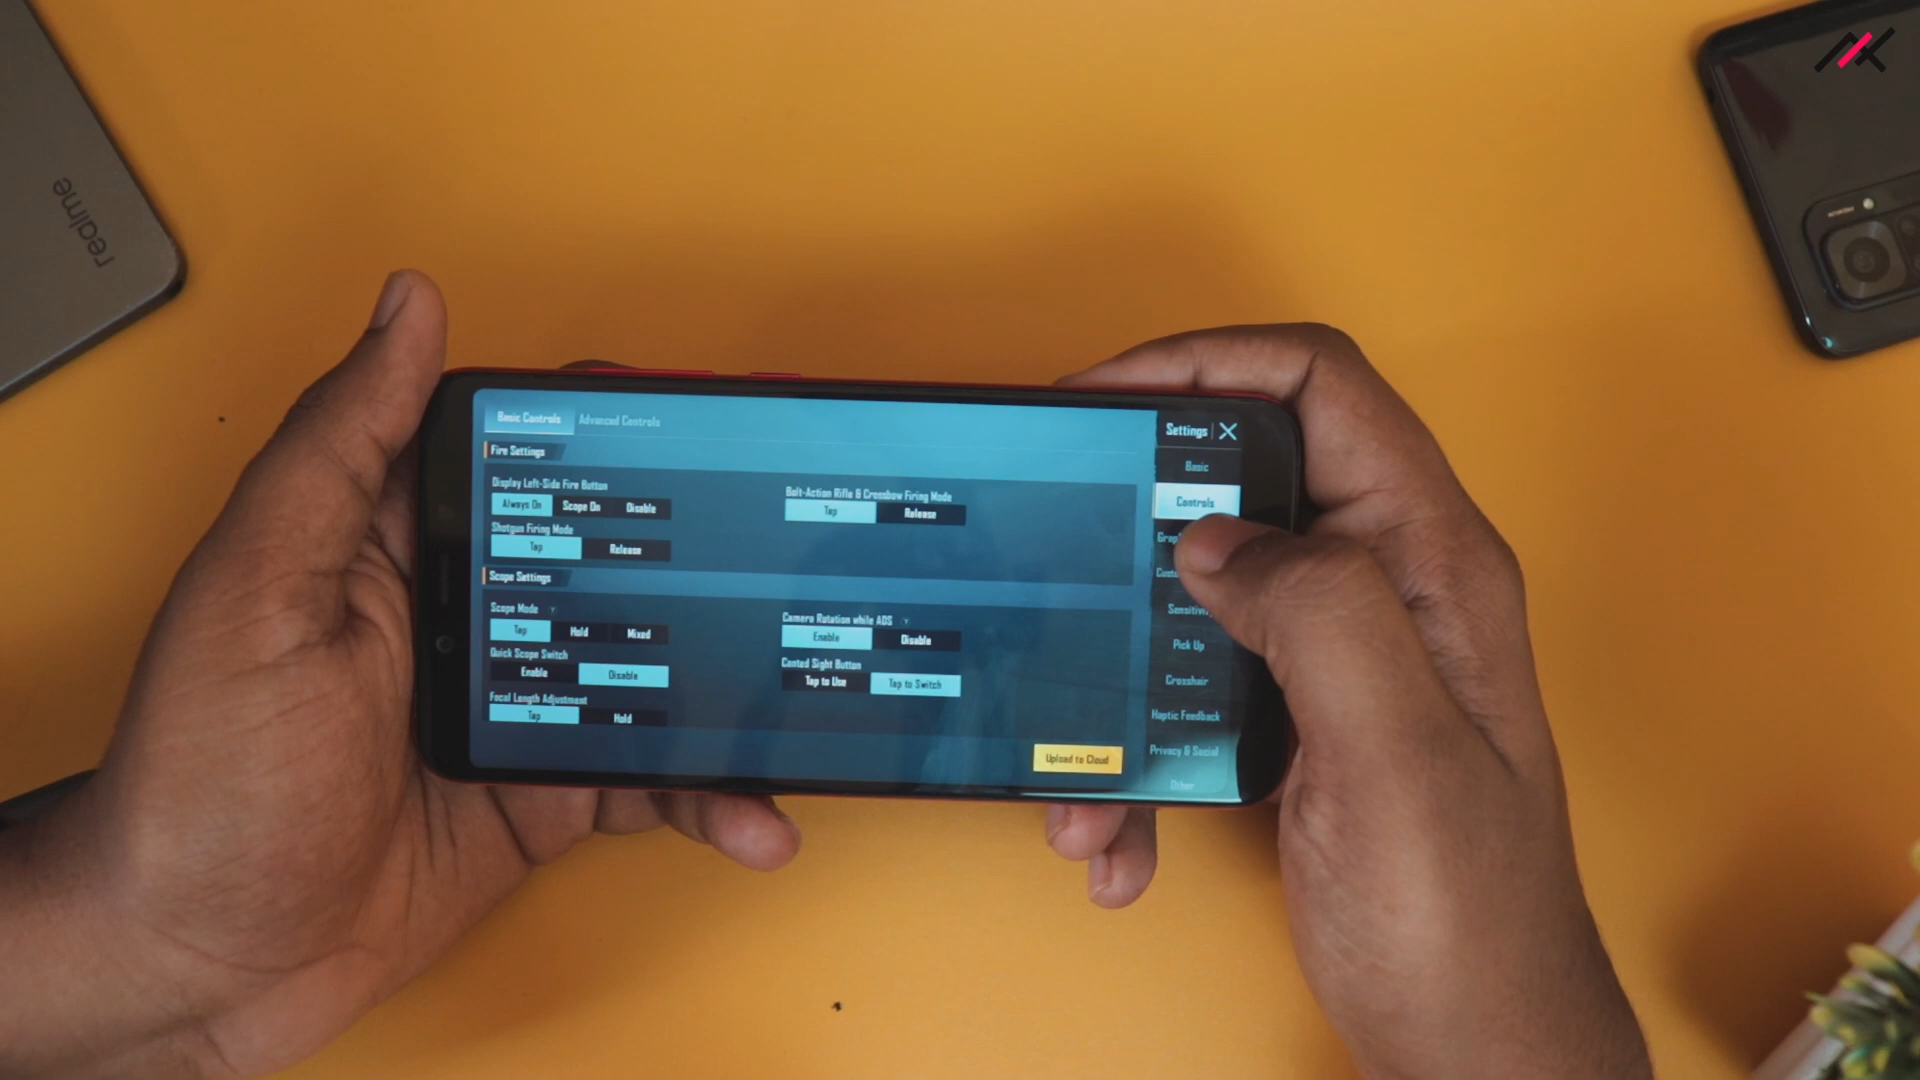 realme
Basic Controls Advanced Controls
Settings
Basic
Controls
Sensitivi
Pick Up
Crosshair
Haptic Feedback
Privacy & Social
Other
Fire Settings
Display Left-Side Fire Button
Always On Scope On Disable
Bolt-Action Rifle & Crossbow Firing Mode
Tap Release
Shotgun Firing Mode
Tap Release
Scope Settings
Scope Mode ?
Tap Hold Mixed
Camera Rotation while ADS ?
Enable Disable
Quick Scope Switch
Enable Disable
Canted Sight Button
Tap to Use Tap to Switch
Focal Length Adjustment
Tap Hold
Upload to Cloud